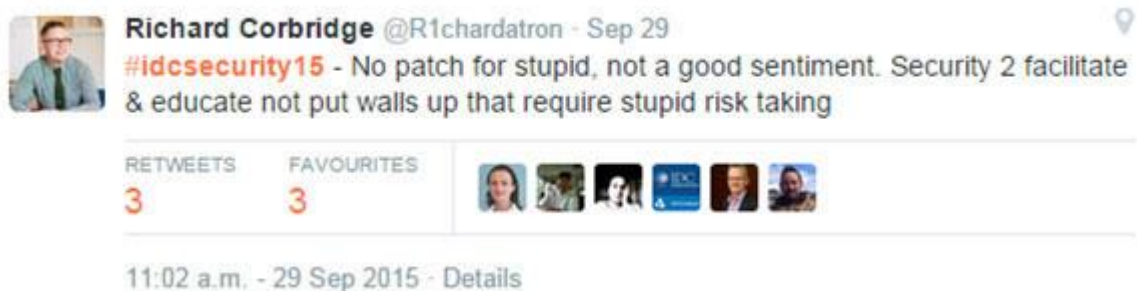 Richard Corbridge @R1chardatron · Sep 29
#idcsecurity15 - No patch for stupid, not a good sentiment. Security 2 facilitate
& educate not put walls up that require stupid risk taking
RETWEETS FAVOURITES
3 3
IDC
11:02 a.m. - 29 Sep 2015 · Details